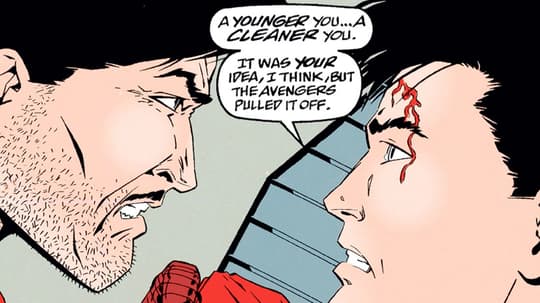 A YOUNGER YOU...A
CLEANER YOU.
IT WAS YOUR
IDEA, I THINK, BUT
THE AVENGERS
PULLED IT OFF.